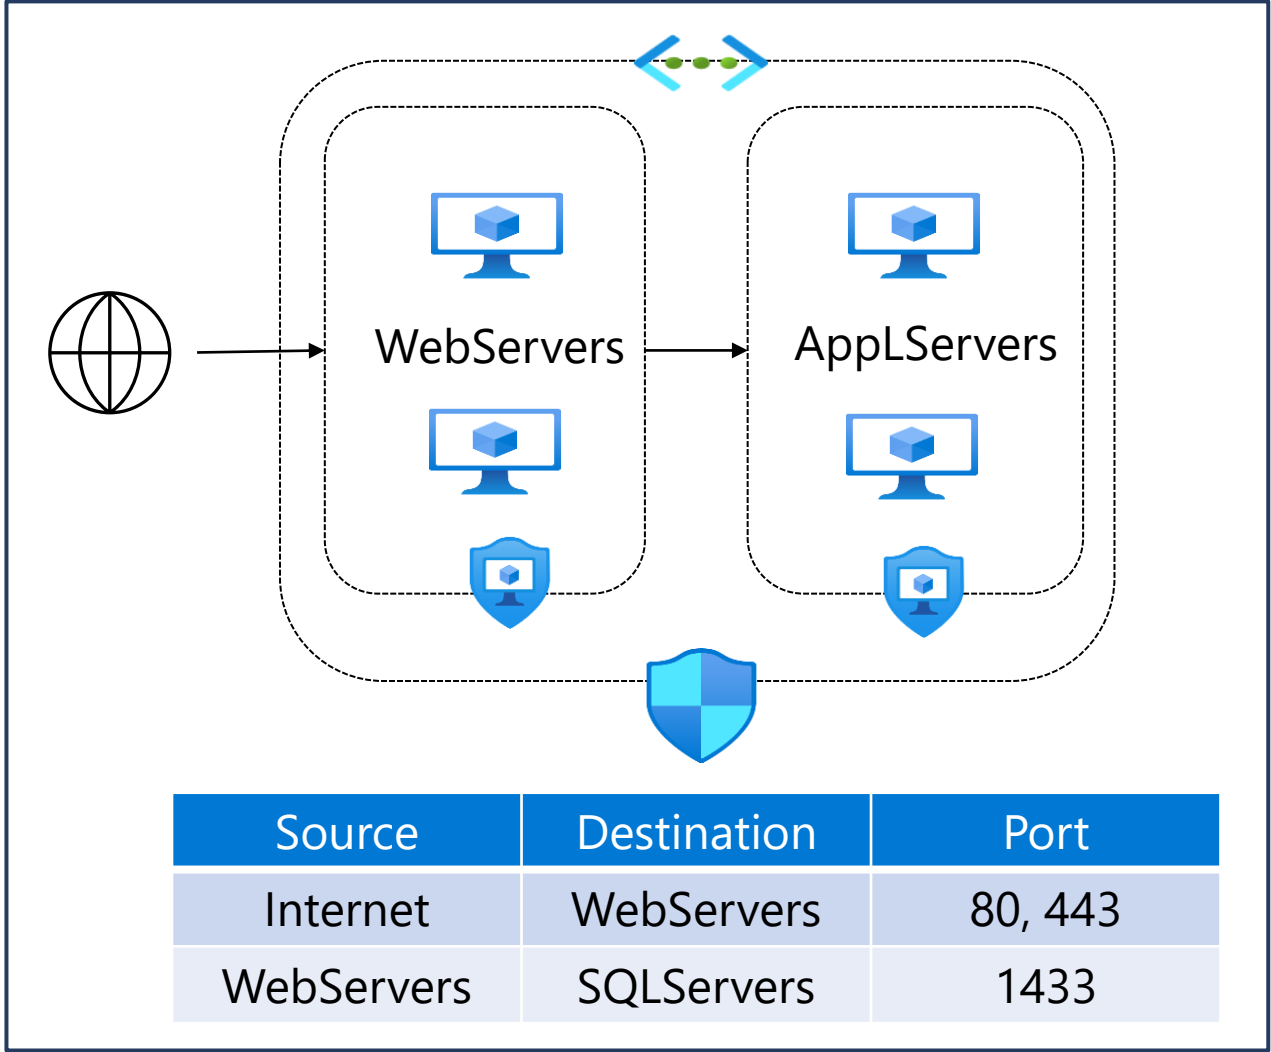 WebServers
AppLServers
Source Destination Port
Internet WebServers 80, 443
WebServers SQLServers 1433